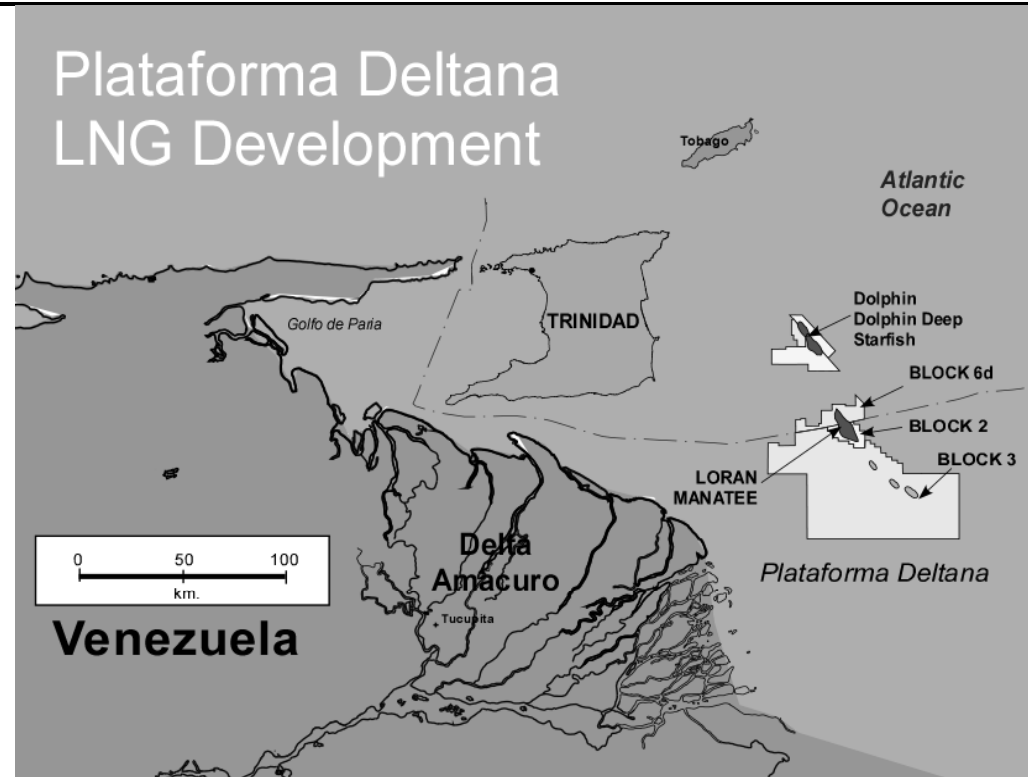 Plataforma Deltana
LNG Development
Tobago
Atlantic
Ocean
Golfo de Paria
TRINIDAD
Dolphin
Dolphin Deep
Starfish
BLOCK 6d
BLOCK 2
BLOCK 3
LORAN
MANATEE
Plataforma Deltana
Delta
Amacuro
Tucupita
0 50 100
km.
Venezuela